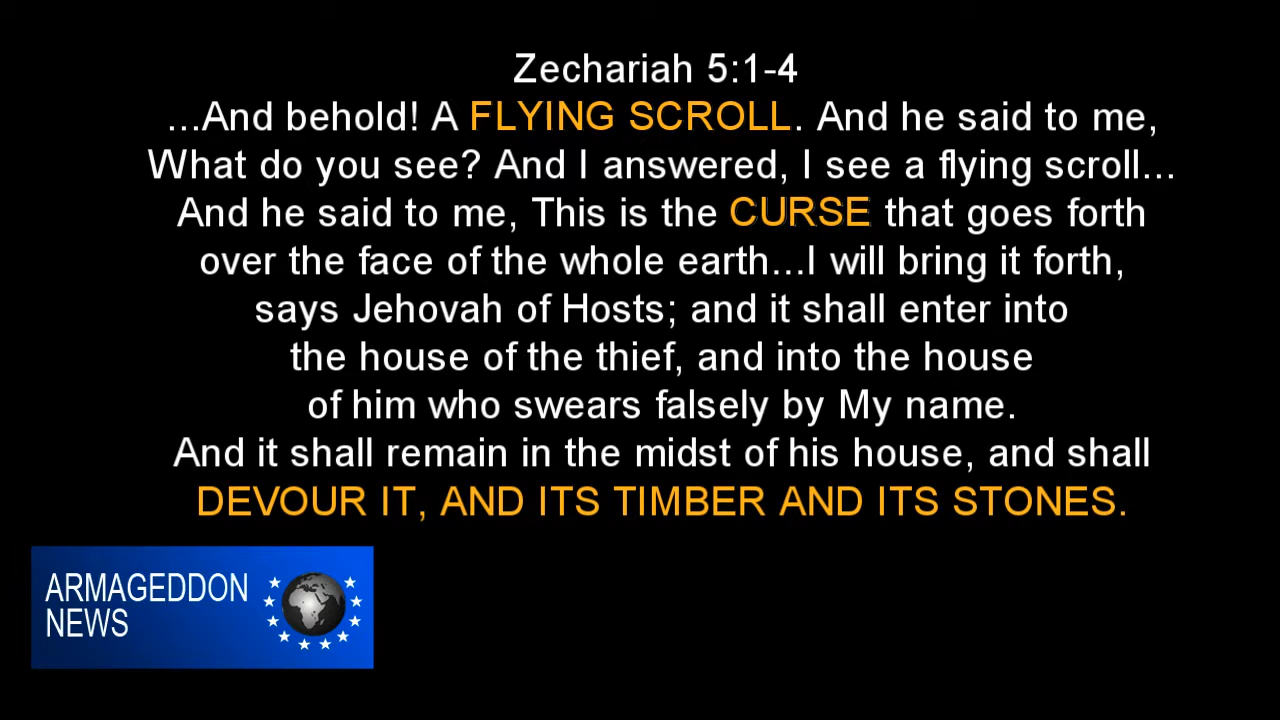 Zechariah 5:1-4
...And behold! A FLYING SCROLL. And he said to me,
What do you see? And I answered, I see a flying scroll...
And he said to me, This is the CURSE that goes forth
over the face of the whole earth...I will bring it forth,
says Jehovah of Hosts; and it shall enter into
the house of the thief, and into the house
of him who swears falsely by My name.
And it shall remain in the midst of his house, and shall
DEVOUR IT, AND ITS TIMBER AND ITS STONES.
ARMAGEDDON
NEWS